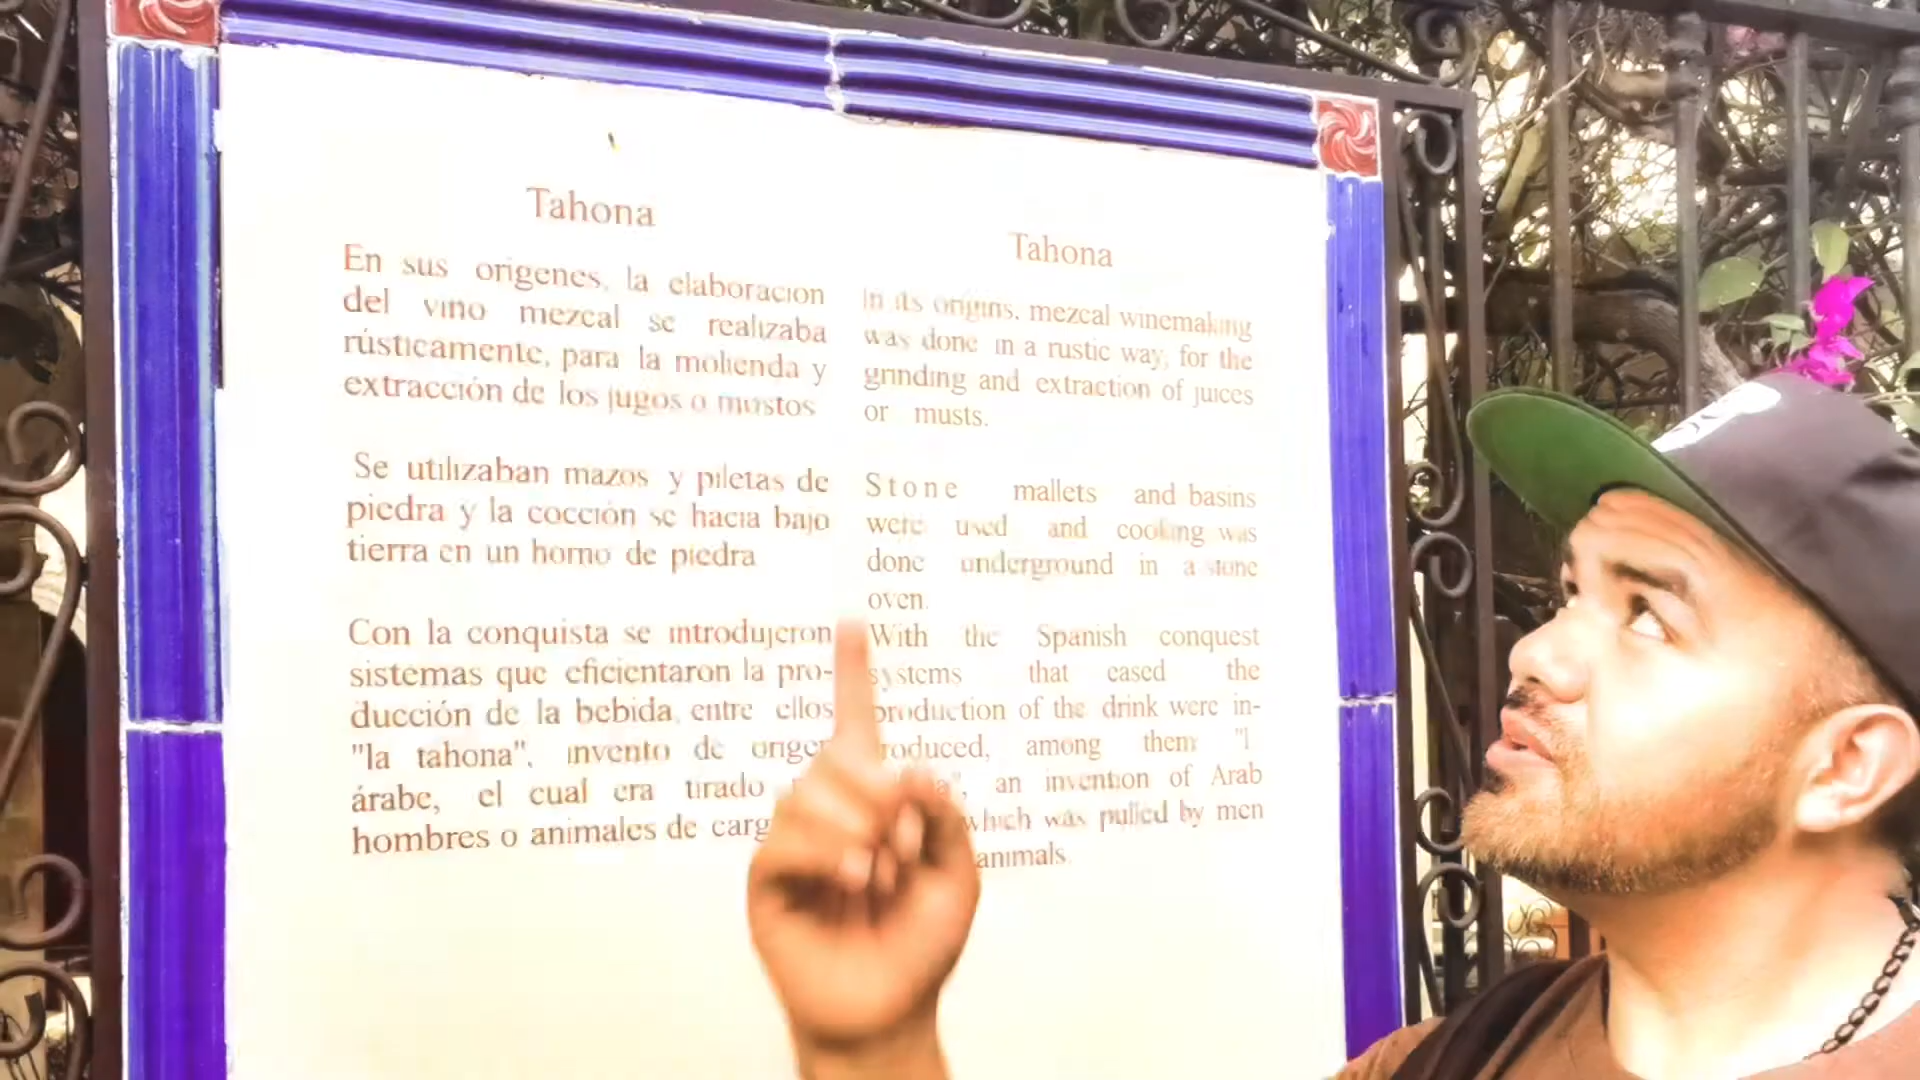 Tahona
En sus origenes, la elaboracion
del vino mezcal se realizaba
rústicamente, para la molienda y
extracción de los jugos o mostos
Se utilizaban mazos y piletas de
piedra y la cocción se hacia bajo
tierra en un horno de piedra
Con la conquista se introdujeron
sistemas que eficientaron la pro-
ducción de la bebida, entre ellos
"la tahona", invento de
árabe, el cual era tirado
hombres o animales de
Tahona
In its origins, mezcal winemaking
was done in a rustic way, for the
grinding and extraction of juices
or musts.
Stone mallets and basins
were used and cooking was
done underground in a stone
oven.
With the Spanish conquest
systems that eased the
production of the drink were in-
among them
an invention of Arab
which was pulled by men
animals